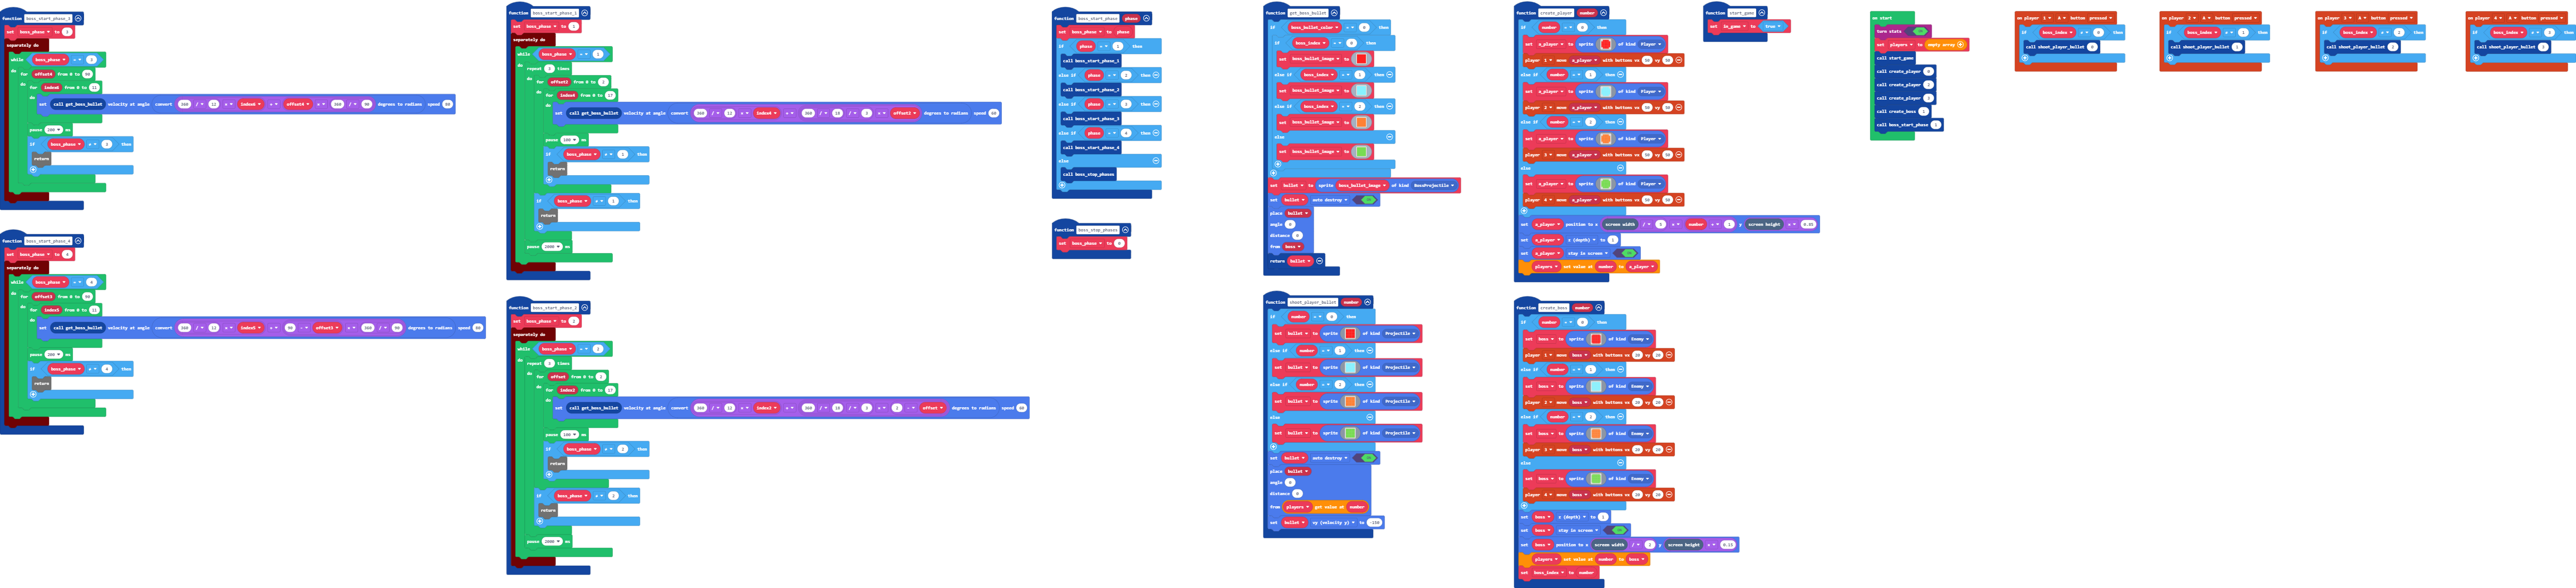 function boss_start_phase_3
set boss_phase to 3
separately do
while boss_phase = 3
do for offset4 from 0 to 90
do for index6 from 0 to 11
do set call get_boss_bullet velocity at angle convert 360 / 12 × index6 + offset4 × 360 / 90 degrees to radians speed
pause 200 ms
if boss_phase ≠ 3 then
return
function boss_start_phase_4
set boss_phase to 4
separately do
while boss_phase = 4
do for offset3 from 0 to 90
do for index5 from 0 to 11
do set call get_boss_bullet velocity at angle convert 360 / 12 × index5 + 90 - offset3 × 360 / 90 degrees to radians speed
pause 200 ms
if boss_phase ≠ 4 then
return
function boss_start_phase_1
set boss_phase to 1
separately do
while boss_phase = 1
do repeat times
do for offset2 from 0 to 2
do for index4 from 0 to 17
do set call get_boss_bullet velocity at angle convert 360 / 12 × index4 + 360 / 18 / 3 × offset2 degrees to radians speed
pause 100 ms
if boss_phase ≠ 1 then
return
if boss_phase ≠ 1 then
return
pause 2000 ms
function boss_start_phase_2
set boss_phase to 2
separately do
while boss_phase = 2
do repeat times
do for offset from 0 to 2
do for index2 from 0 to 17
do set call get_boss_bullet velocity at angle convert 360 / 12 × index2 + 360 / 18 / 3 × 2 - offset degrees to radians speed
pause 100 ms
if boss_phase ≠ 2 then
return
if boss_phase ≠ 2 then
return
pause 2000 ms
function boss_start_phase phase
set boss_phase to phase
if phase = 1 then
call boss_start_phase_1
else if phase = 2 then
call boss_start_phase_2
else if phase = 3 then
call boss_start_phase_3
else if phase = 4 then
call boss_start_phase_4
else
call boss_stop_phases
function boss_stop_phases
set boss_phase to 0
function get_boss_bullet
if boss_bullet_color = 0 then
if boss_index = 0 then
set boss_bullet_image to
else if boss_index = 1 then
set boss_bullet_image to
else if boss_index = 2 then
set boss_bullet_image to
else
set boss_bullet_image to
set bullet to sprite boss_bullet_image of kind BossProjectile
set bullet auto destroy
place bullet
angle 0
distance 0
from boss
return bullet
function shoot_player_bullet number
if number = 0 then
set bullet to sprite of kind Projectile
else if number = 1 then
set bullet to sprite of kind Projectile
else if number = 2 then
set bullet to sprite of kind Projectile
else
set bullet to sprite of kind Projectile
set bullet auto destroy
place bullet
angle 0
distance 0
from players get value at number
set bullet vy (velocity y) to -150
function create_player number
if number = 0 then
set a_player to sprite of kind Player
player 1 move a_player with buttons vx 50 vy 50
else if number = 1 then
set a_player to sprite of kind Player
player 2 move a_player with buttons vx 50 vy 50
else if number = 2 then
set a_player to sprite of kind Player
player 3 move a_player with buttons vx 50 vy 50
else
set a_player to sprite of kind Player
player 4 move a_player with buttons vx 50 vy 50
set a_player position to x screen width / 5 × number + 1 y screen height × 0.85
set a_player z (depth) to 1
set a_player stay in screen
players set value at number to a_player
function create_boss number
if number = 0 then
set boss to sprite of kind Enemy
player 1 move boss with buttons vx 20 vy 20
else if number = 1 then
set boss to sprite of kind Enemy
player 2 move boss with buttons vx 20 vy 20
else if number = 2 then
set boss to sprite of kind Enemy
player 3 move boss with buttons vx 20 vy 20
else
set boss to sprite of kind Enemy
player 4 move boss with buttons vx 20 vy 20
set boss z (depth) to 1
set boss stay in screen
set boss position to x screen width / 2 y screen height × 0.15
players set value at number to boss
set boss_index to number
function start_game
set in_game to true
on start
turn stats
set players to empty array
call start_game
call create_player 0
call create_player 2
call create_player 3
call create_boss 1
call boss_start_phase 1
on player 1 A button pressed
if boss_index ≠ 0 then
call shoot_player_bullet 0
on player 2 A button pressed
if boss_index ≠ 1 then
call shoot_player_bullet 1
on player 3 A button pressed
if boss_index ≠ 2 then
call shoot_player_bullet 2
on player 4 A button pressed
if boss_index ≠ 3 then
call shoot_player_bullet 3